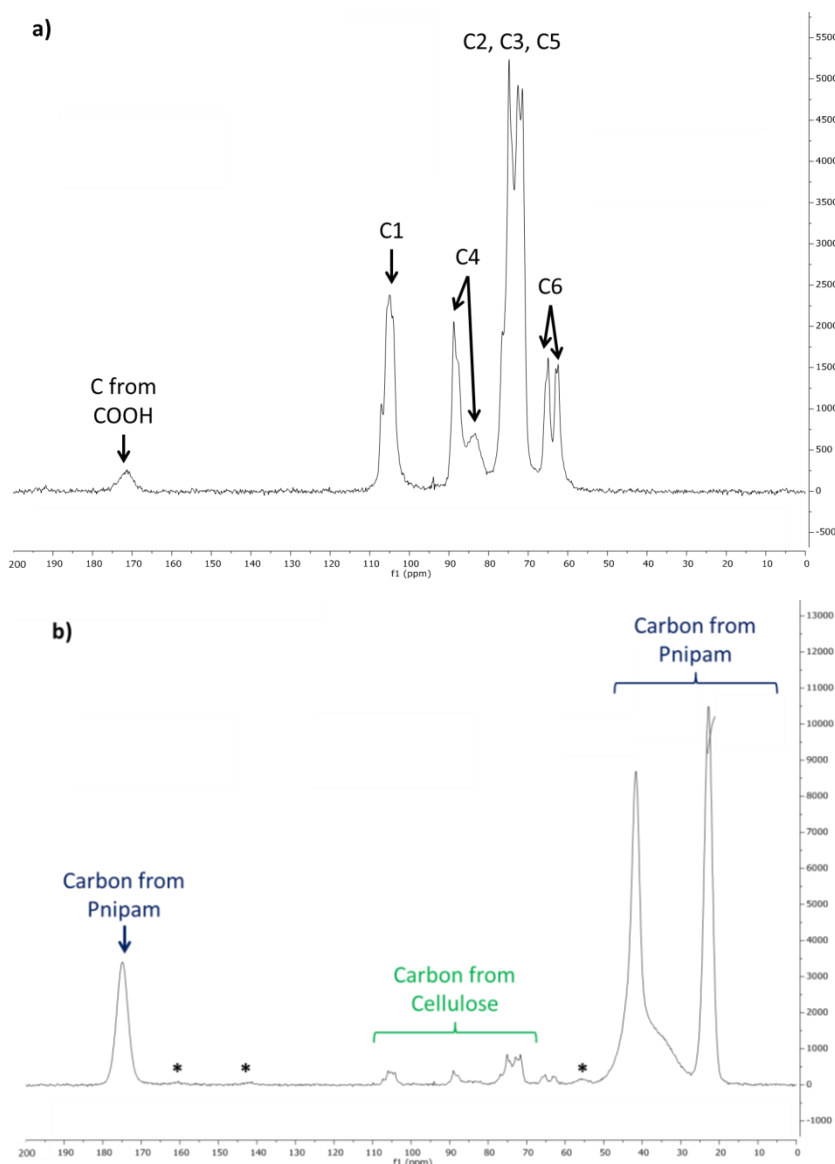 a)
C2, C3, C5
C1
C4
C6
C from
COOH
5500
5000
4500
4000
3500
3000
2500
2000
1500
1000
500
0
-500
200 190 180 170 160 150 140 130 120 110 100 90 80 70 60 50 40 30 20 10 0
f1 (ppm)
b)
Carbon from
Pnipam
Carbon from
Pnipam
Carbon from
Cellulose
* * *
13000
12000
11000
10000
9000
8000
7000
6000
5000
4000
3000
2000
1000
0
-1000
200 190 180 170 160 150 140 130 120 110 100 90 80 70 60 50 40 30 20 10 0
f1 (ppm)